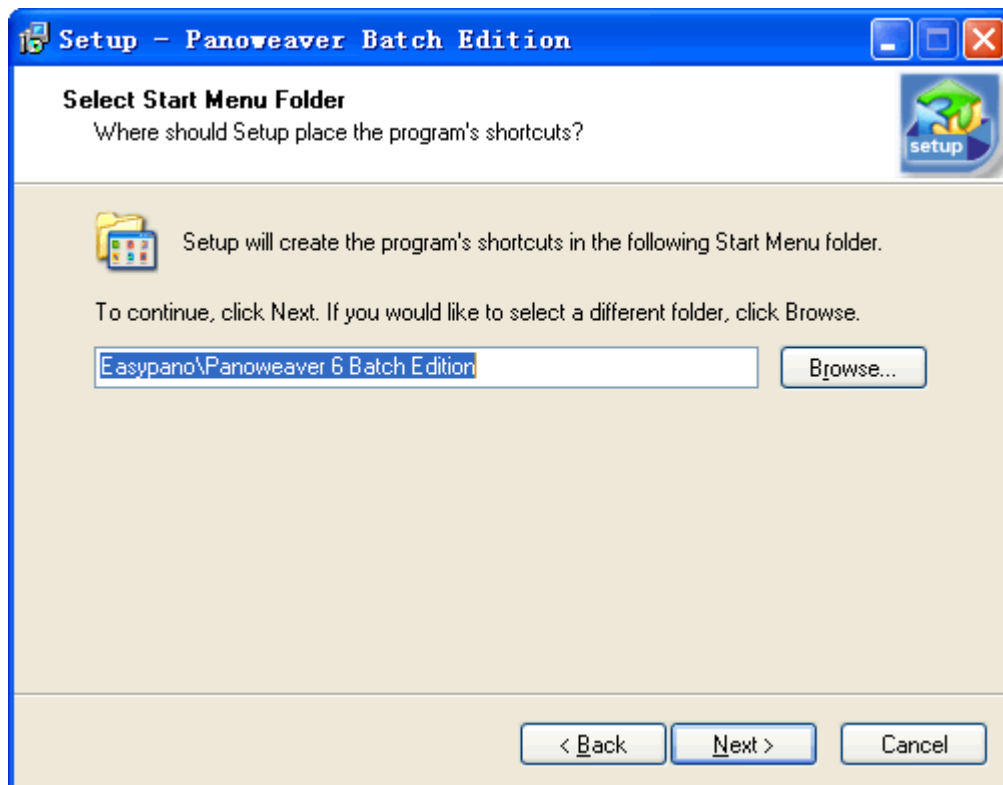 Setup - Panoweaver Batch Edition
Select Start Menu Folder
Where should Setup place the program's shortcuts?
setup
Setup will create the program's shortcuts in the following Start Menu folder.
To continue, click Next. If you would like to select a different folder, click Browse.
Easypano\Panoweaver 6 Batch Edition
Browse...
< Back
Next >
Cancel